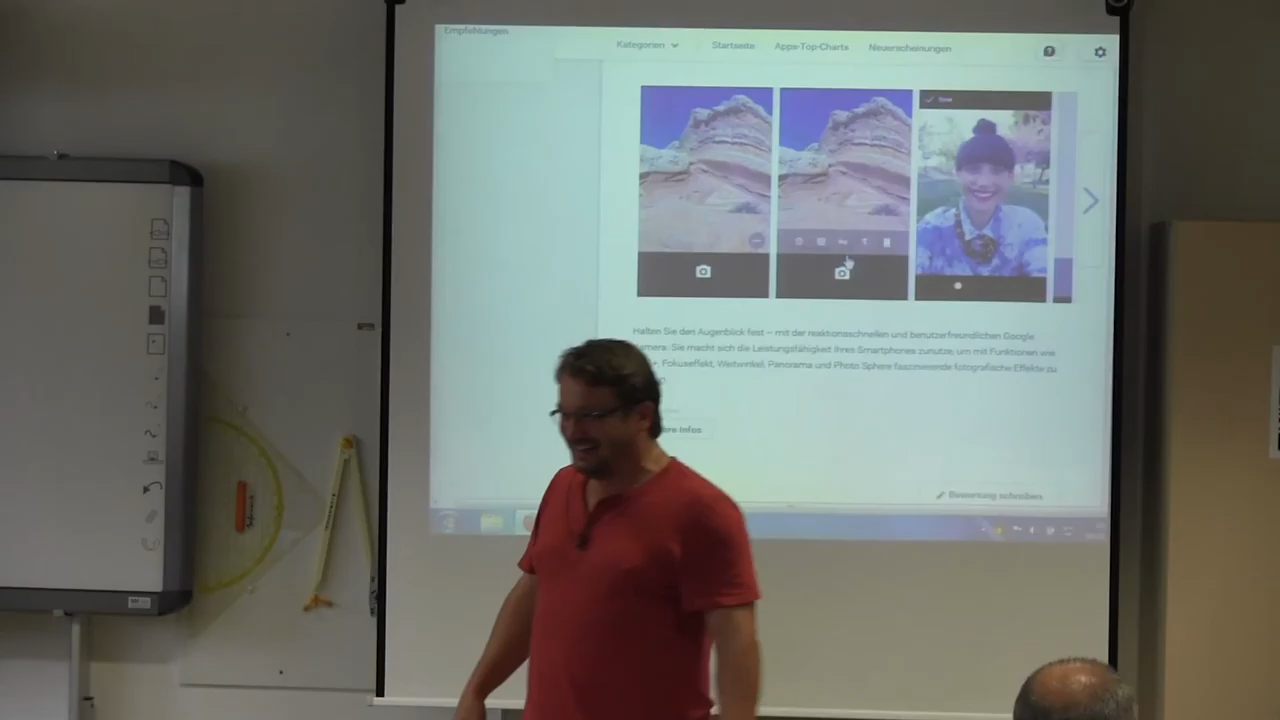 Empfehlungen
Kategorien Startseite Apps-Top-Charts Neuerscheinungen
Halten Sie den Augenblick fest – mit der reaktionsschnellen und benutzerfreundlichen Google
Sie macht sich die Leistungsfähigkeit Ihres Smartphones zunutze, um mit Funktionen wie
Fokuseffekt, Weitwinkel, Panorama und Photo Sphere faszinierende fotografische Effekte zu
Infos
Bewertung schreiben